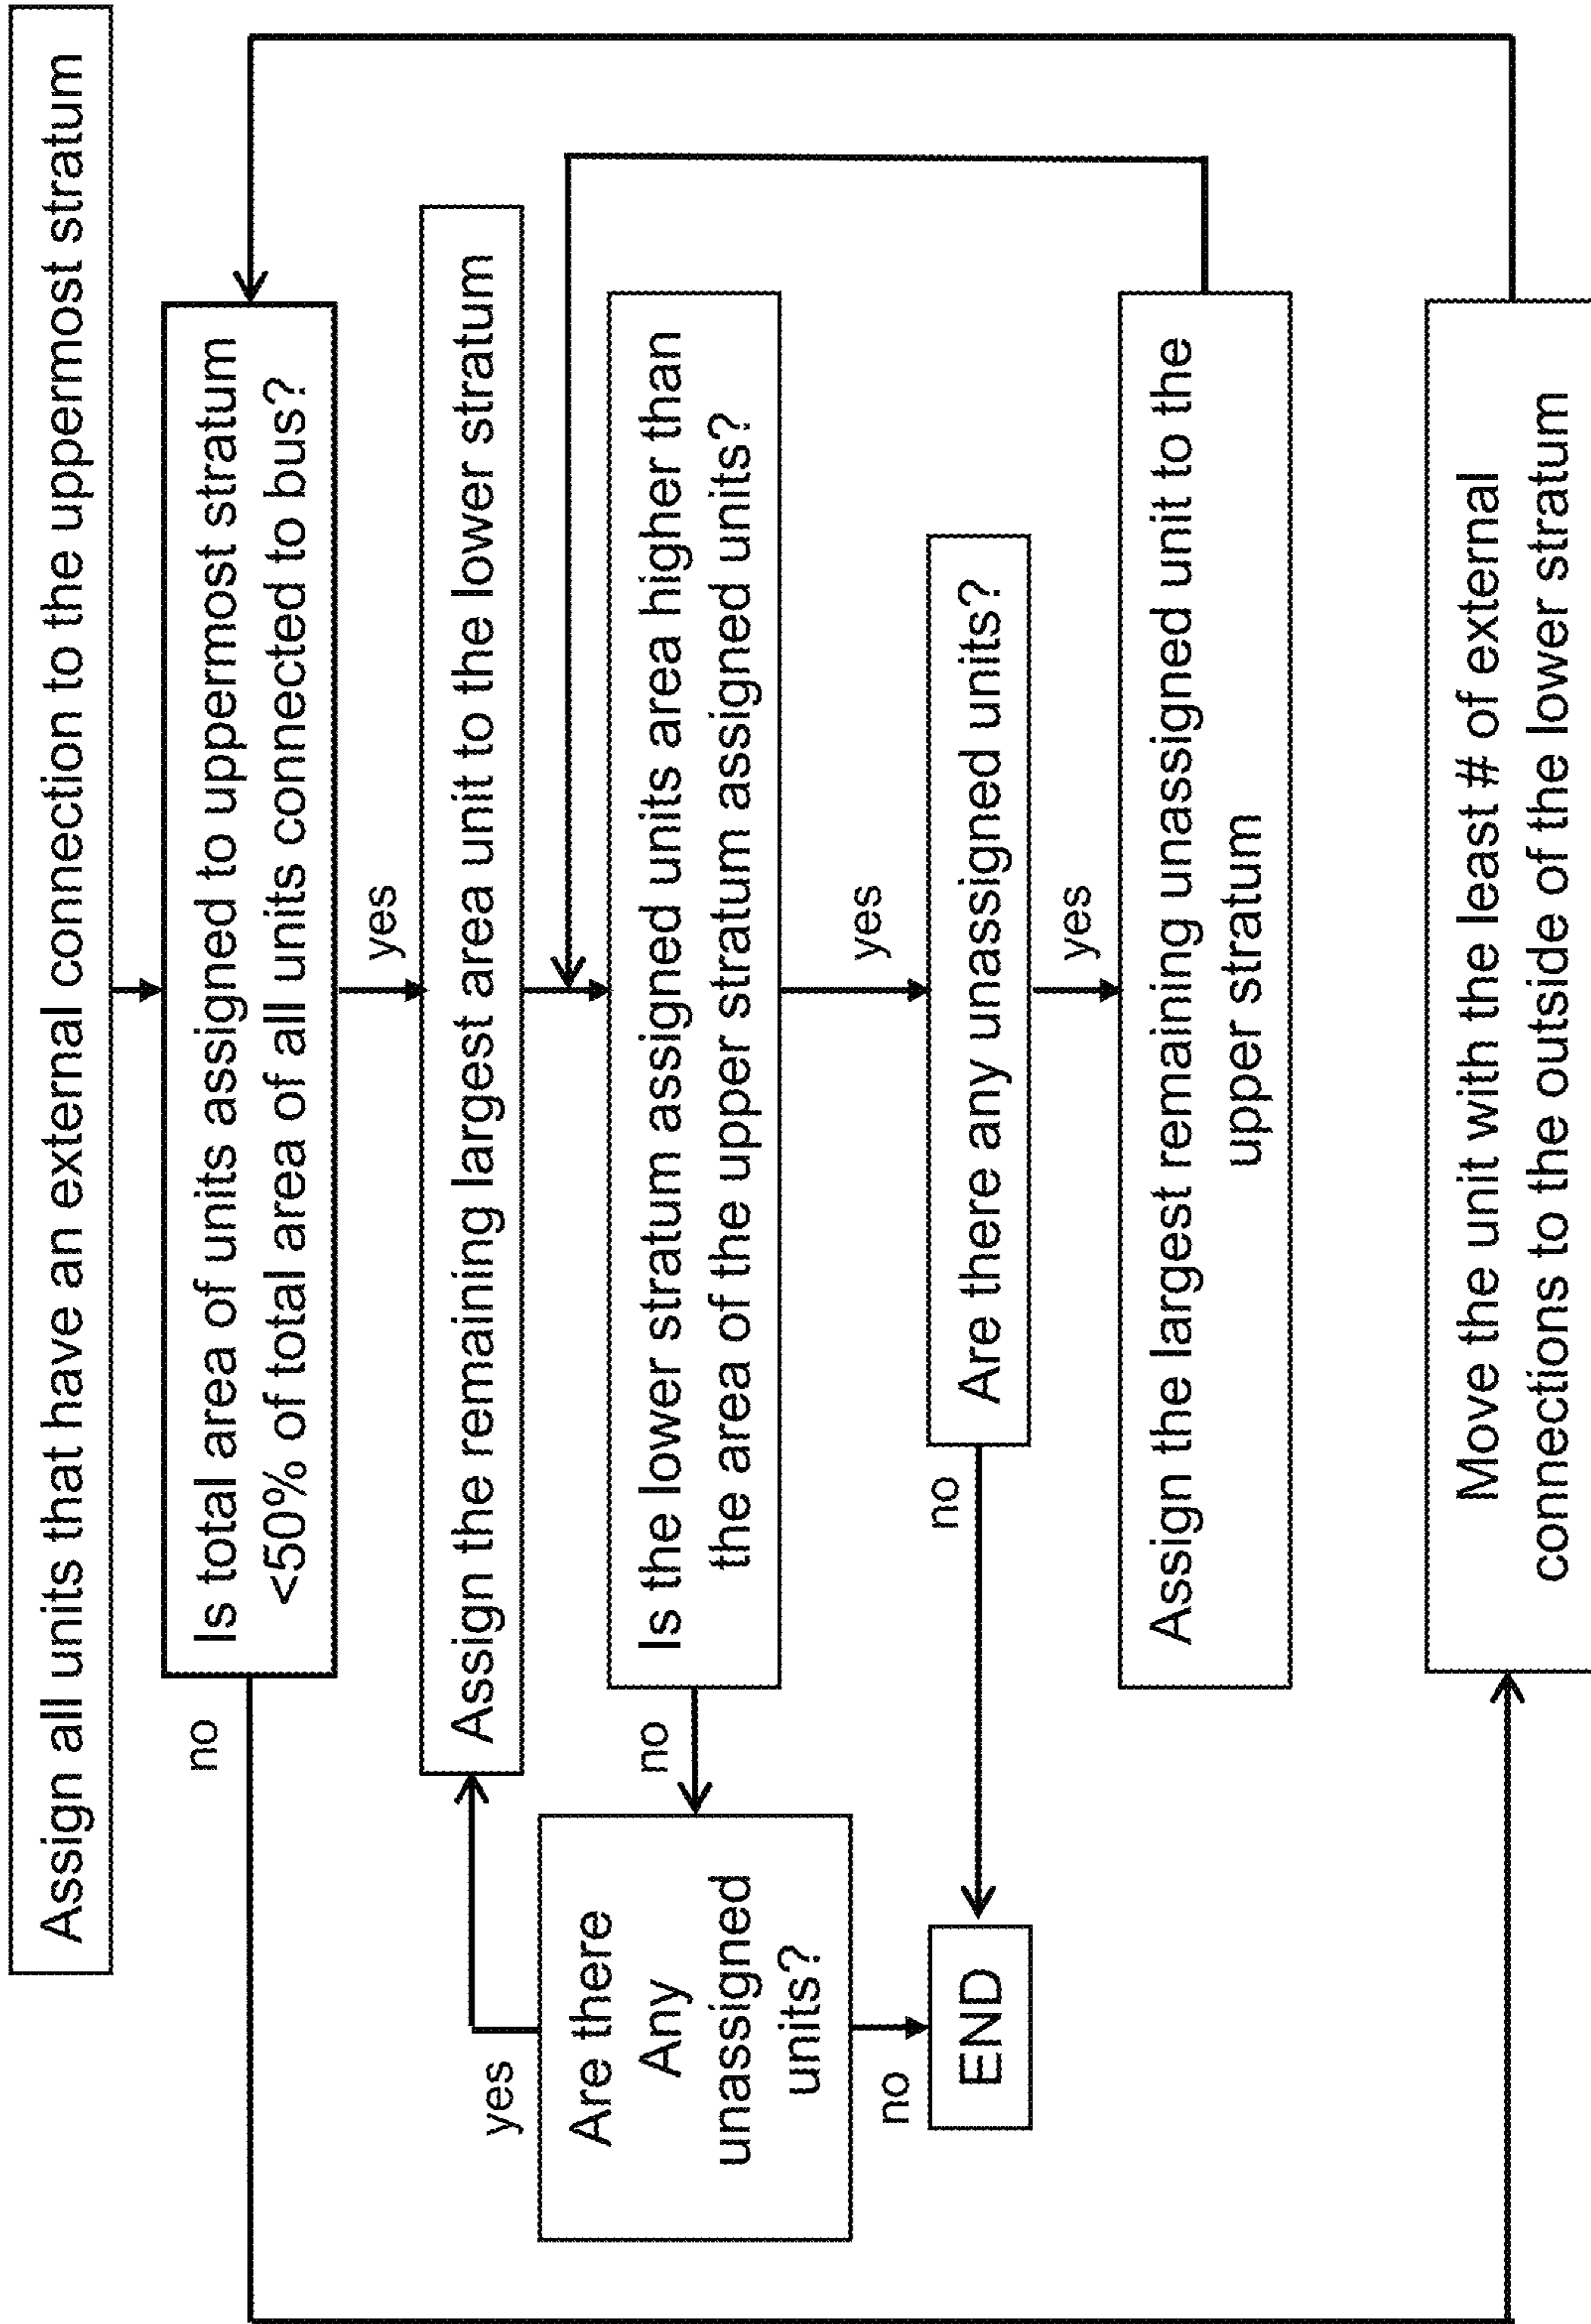 Assign all units that have an external connection to the uppermost stratum
Is total area of units assigned to uppermost stratum
<50% of total area of all units connected to bus?
no
yes
Assign the remaining largest area unit to the lower stratum
Is the lower stratum assigned units area higher than
the area of the upper stratum assigned units?
no
yes
Are there
Any
unassigned
units?
yes
no
Are there any unassigned units?
no
yes
END
Assign the largest remaining unassigned unit to the
upper stratum
Move the unit with the least # of external
connections to the outside of the lower stratum